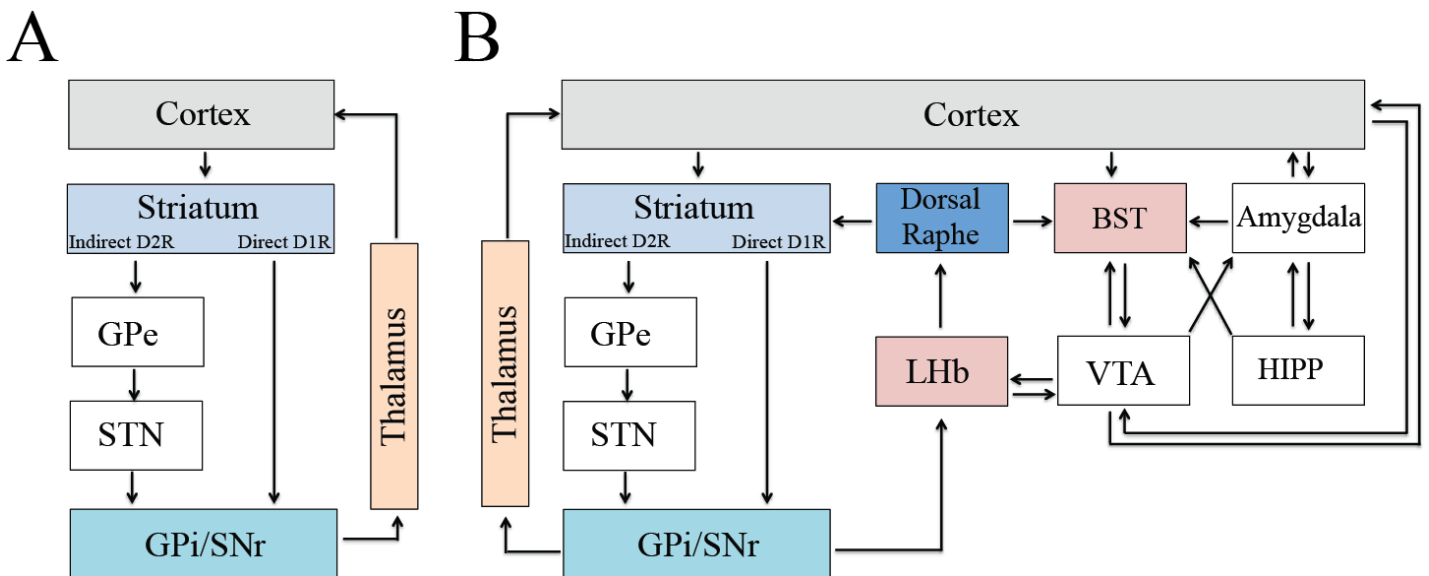 A
Cortex
Striatum
Indirect D2R
Direct D1R
GPe
STN
GPi/SNr
Thalamus
B
Cortex
Thalamus
Striatum
Indirect D2R
Direct D1R
GPe
STN
GPi/SNr
Dorsal
Raphe
BST
Amygdala
LHb
VTA
HIPP